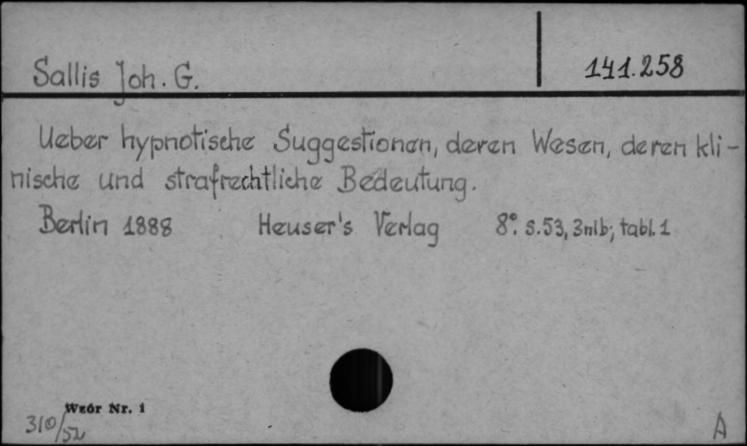 Sallis Joh. G.
141.258
Ueber hypnotische Suggestionen, deren Wesen, deren kli-
nische und strafrechtliche Bedeutung.
Berlin 1888 Heuser's Verlag 8°. S.53, 3nlb; tabl. 1
Wzór Nr. 1
310/52
A